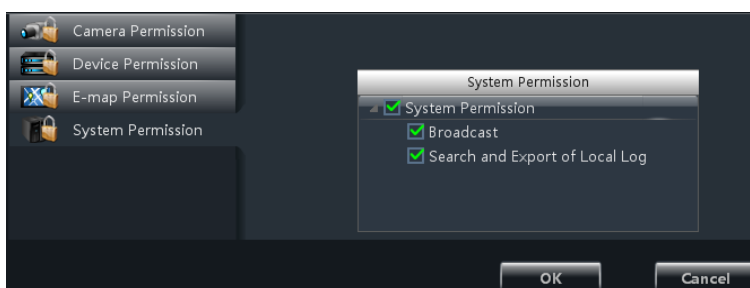 Camera Permission
Device Permission
E-map Permission
System Permission
System Permission
System Permission
Broadcast
Search and Export of Local Log
OK
Cancel